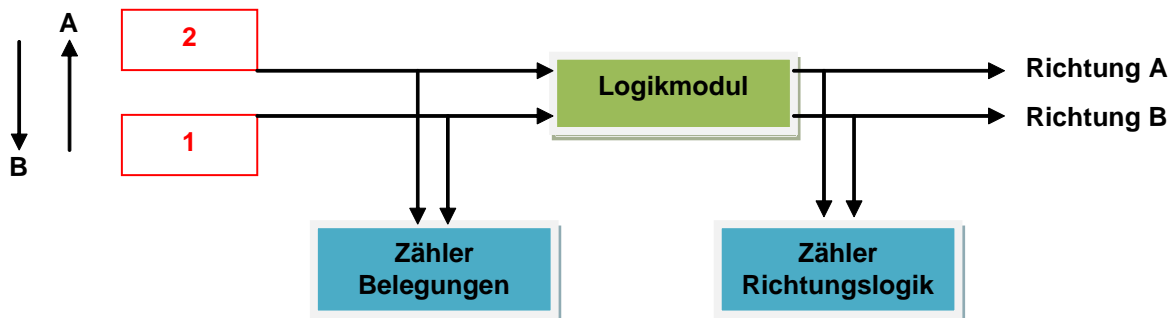 A
2
Logikmodul
Richtung A
Richtung B
1
B
Zähler
Belegungen
Zähler
Richtungslogik